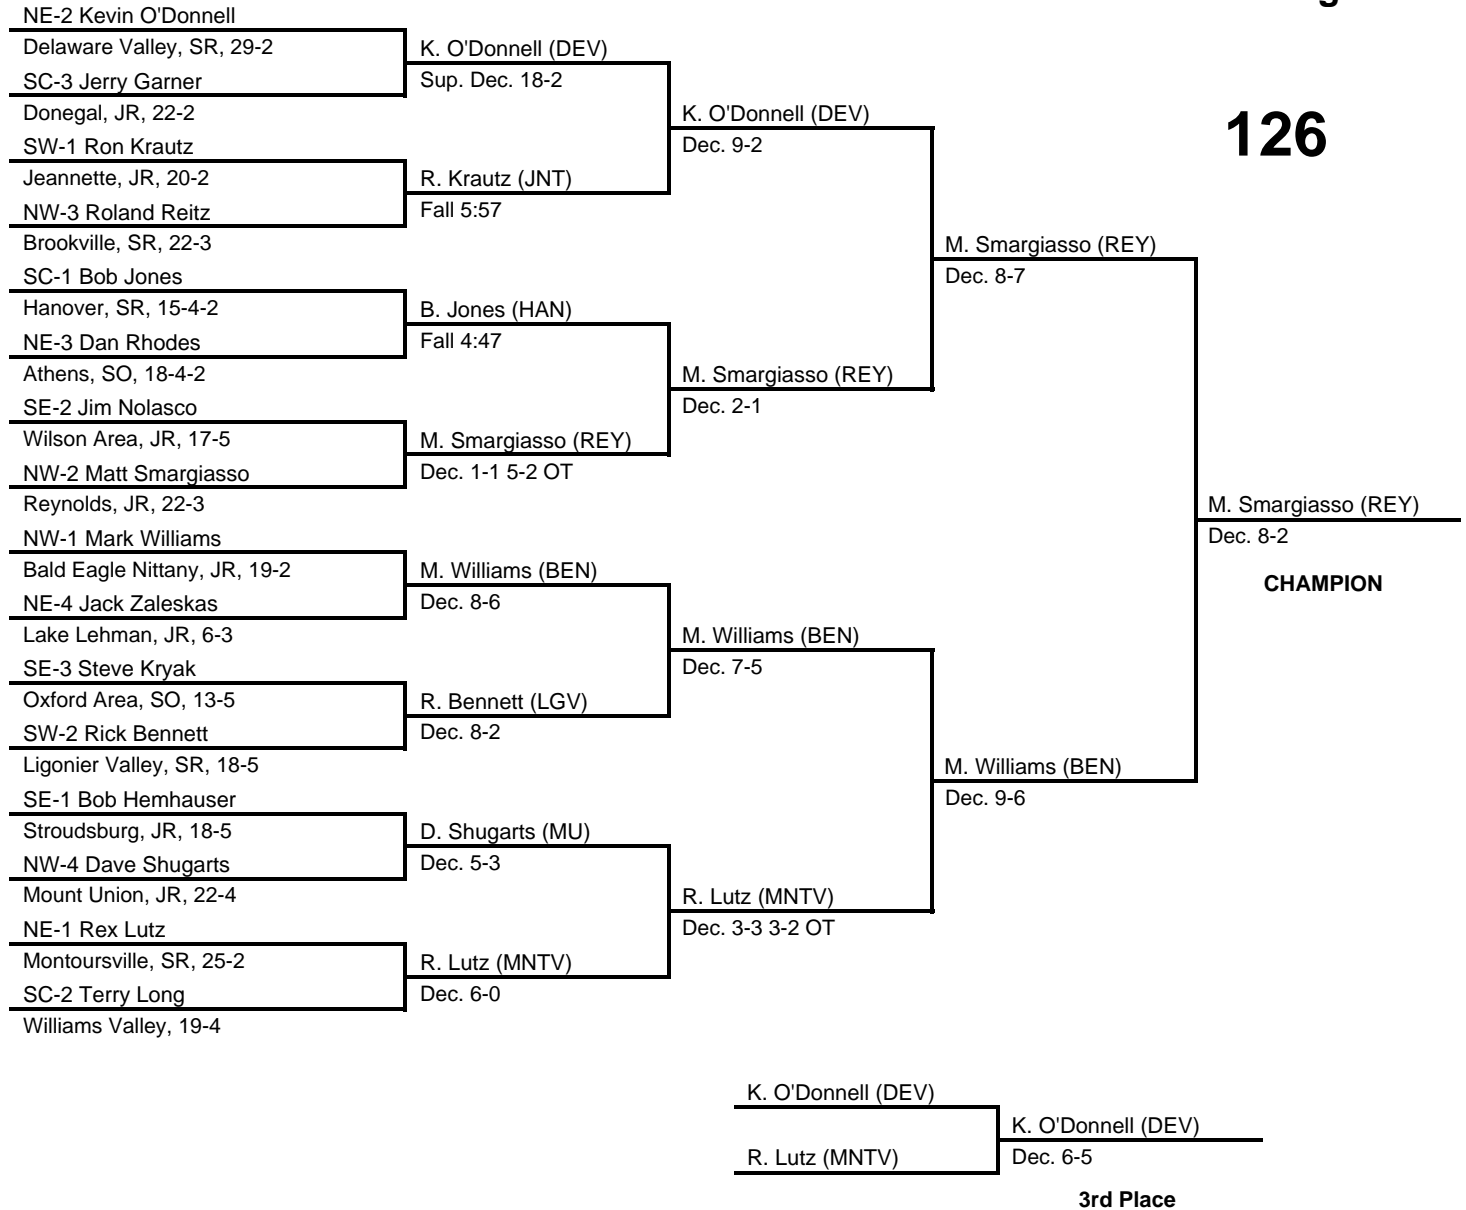 NE-2 Kevin O'Donnell
Delaware Valley, SR, 29-2
SC-3 Jerry Garner
Donegal, JR, 22-2
SW-1 Ron Krautz
Jeannette, JR, 20-2
NW-3 Roland Reitz
Brookville, SR, 22-3
SC-1 Bob Jones
Hanover, SR, 15-4-2
NE-3 Dan Rhodes
Athens, SO, 18-4-2
SE-2 Jim Nolasco
Wilson Area, JR, 17-5
NW-2 Matt Smargiasso
Reynolds, JR, 22-3
NW-1 Mark Williams
Bald Eagle Nittany, JR, 19-2
NE-4 Jack Zaleskas
Lake Lehman, JR, 6-3
SE-3 Steve Kryak
Oxford Area, SO, 13-5
SW-2 Rick Bennett
Ligonier Valley, SR, 18-5
SE-1 Bob Hemhauser
Stroudsburg, JR, 18-5
NW-4 Dave Shugarts
Mount Union, JR, 22-4
NE-1 Rex Lutz
Montoursville, SR, 25-2
SC-2 Terry Long
Williams Valley, 19-4
K. O'Donnell (DEV)
Sup. Dec. 18-2
R. Krautz (JNT)
Fall 5:57
B. Jones (HAN)
Fall 4:47
M. Smargiasso (REY)
Dec. 1-1 5-2 OT
M. Williams (BEN)
Dec. 8-6
R. Bennett (LGV)
Dec. 8-2
D. Shugarts (MU)
Dec. 5-3
R. Lutz (MNTV)
Dec. 6-0
K. O'Donnell (DEV)
Dec. 9-2
M. Smargiasso (REY)
Dec. 2-1
M. Williams (BEN)
Dec. 7-5
R. Lutz (MNTV)
Dec. 3-3 3-2 OT
M. Smargiasso (REY)
Dec. 8-7
M. Williams (BEN)
Dec. 9-6
126
M. Smargiasso (REY)
Dec. 8-2
CHAMPION
K. O'Donnell (DEV)
R. Lutz (MNTV)
K. O'Donnell (DEV)
Dec. 6-5
3rd Place